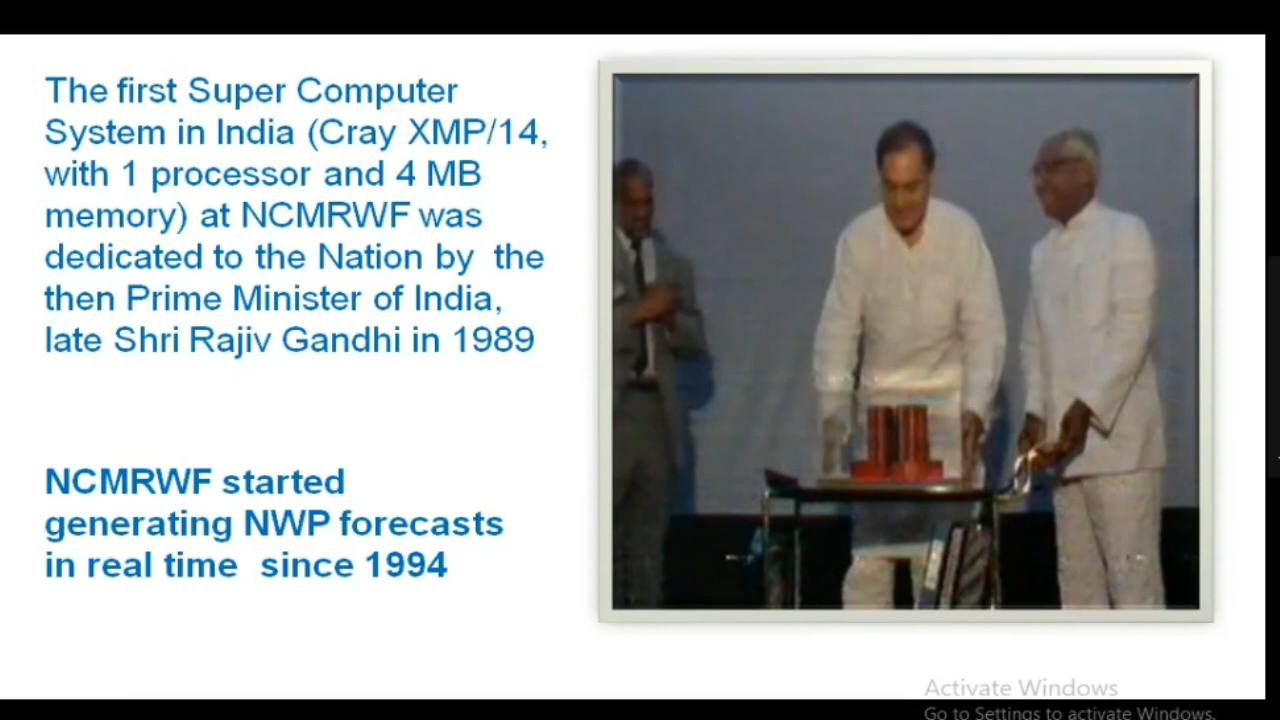 The first Super Computer
System in India (Cray XMP/14,
with 1 processor and 4 MB
memory) at NCMRWF was
dedicated to the Nation by  the
then Prime Minister of India,
late Shri Rajiv Gandhi in 1989
NCMRWF started
generating NWP forecasts
in real time  since 1994
Activate Windows
Go to Settings to activate Windows.